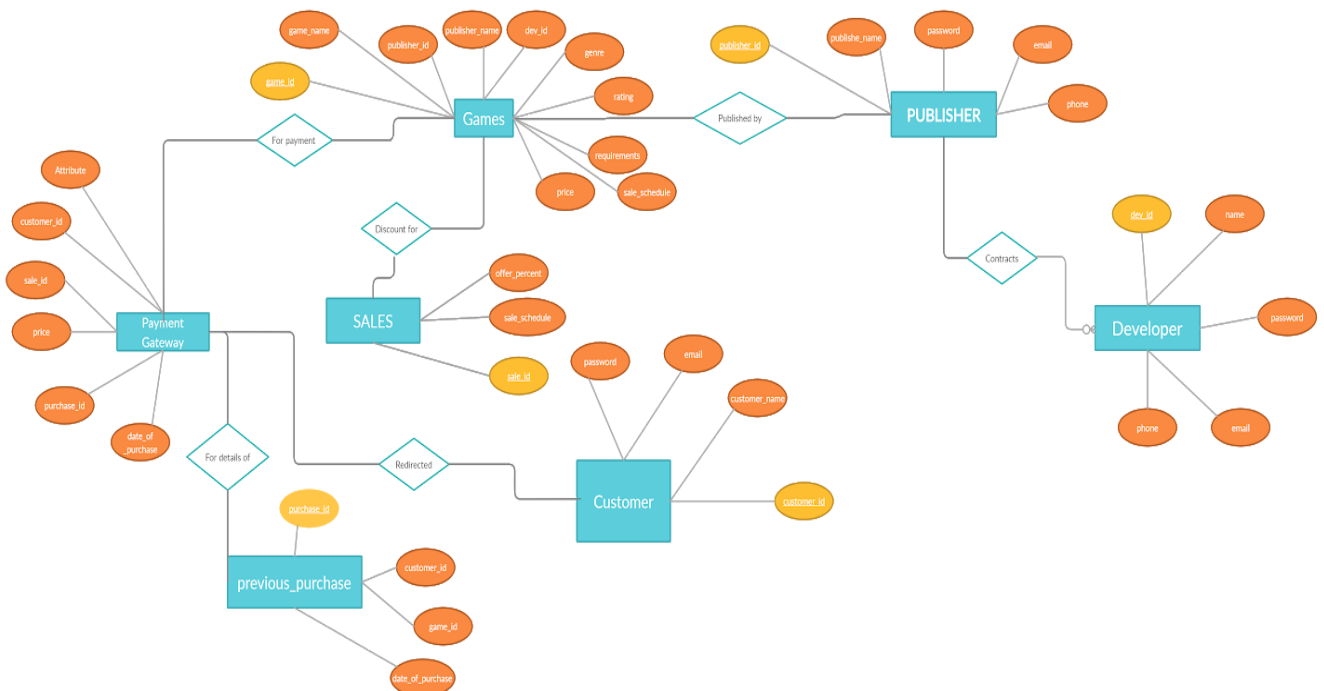 game_name
publisher_id
publisher_name
dev_id
genre
game_id
rating
Games
requirements
price
sale_schedule
For payment
Published by
publisher_id
publishe_name
password
email
phone
PUBLISHER
Attribute
customer_id
sale_id
price
purchase_id
date_of
_purchase
Payment
Gateway
Discount for
SALES
offer_percent
sale_schedule
sale_id
Contracts
dev_id
name
password
Developer
phone
email
For details of
Redirected
password
email
customer_name
Customer
customer_id
purchase_id
previous_purchase
customer_id
game_id
date_of_purchase